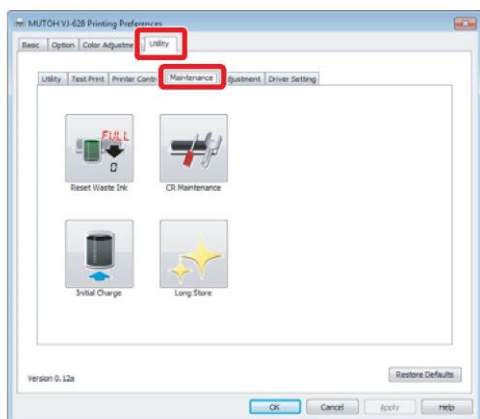 MUTOH VJ-628 Printing Preferences
Basic Option Color Adjustme Utility
Utility Test Print Printer Contr Maintenance djustment Driver Setting
FULL
0
Reset Waste Ink CR Maintenance
Initial Charge Long Store
Version 0.12a Restore Defaults
OK Cancel Apply Help